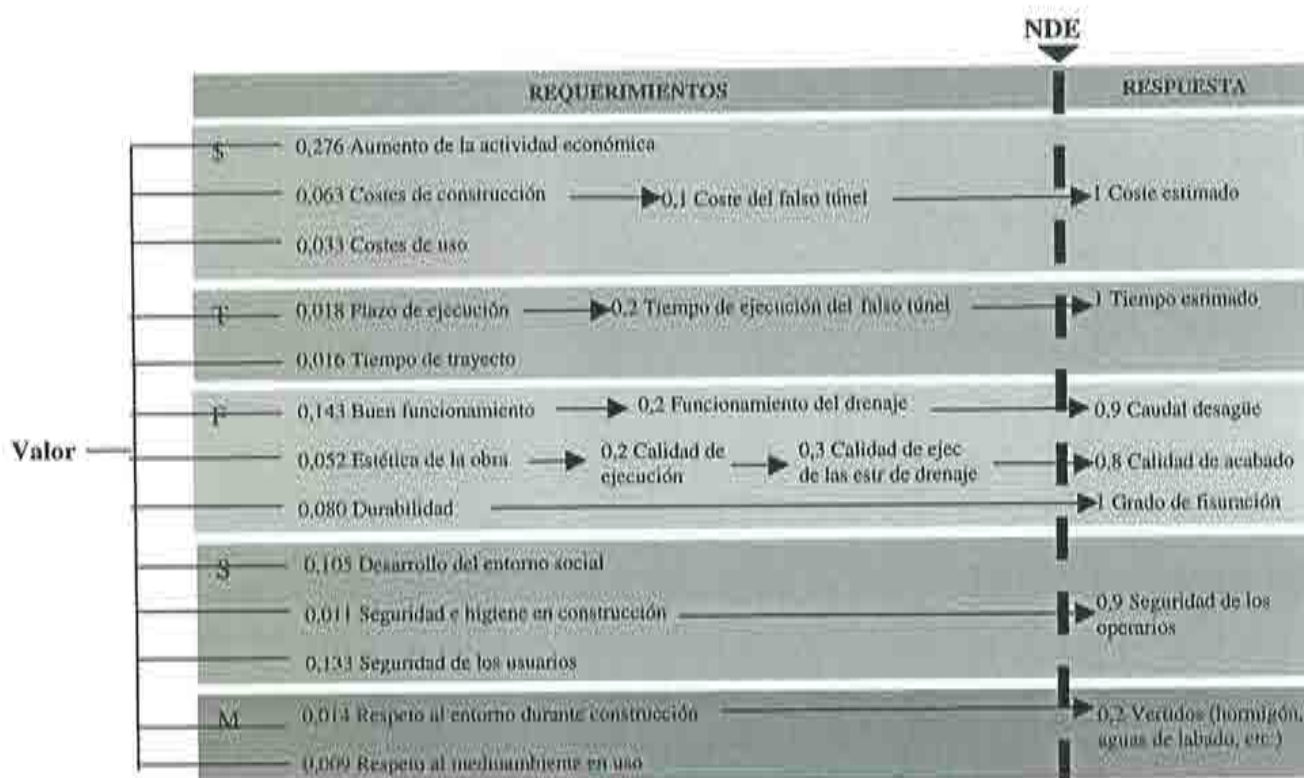 NDE
REQUERIMIENTOS RESPUESTA
$
0,276 Aumento de la actividad económica
0,063 Costes de construcción 0,1 Coste del falso túnel 1 Coste estimado
0,033 Costes de uso
T
0,018 Plazo de ejecución 0,2 Tiempo de ejecución del falso túnel 1 Tiempo estimado
0,016 Tiempo de trayecto
F
0,143 Buen funcionamiento 0,2 Funcionamiento del drenaje 0,9 Caudal desagüe
Valor
0,052 Estética de la obra 0,2 Calidad de 0,3 Calidad de ejec 0,8 Calidad de acabado
ejecución de las estr de drenaje
0,080 Durabilidad 1 Grado de fisuración
S
0,105 Desarrollo del entorno social
0,011 Seguridad e higiene en construcción 0,9 Seguridad de los
operarios
0,133 Seguridad de los usuarios
M
0,014 Respeto al entorno durante construcción 0,2 Vertidos (hormigón,
aguas de labado, etc.)
0,009 Respeto al medioambiente en uso